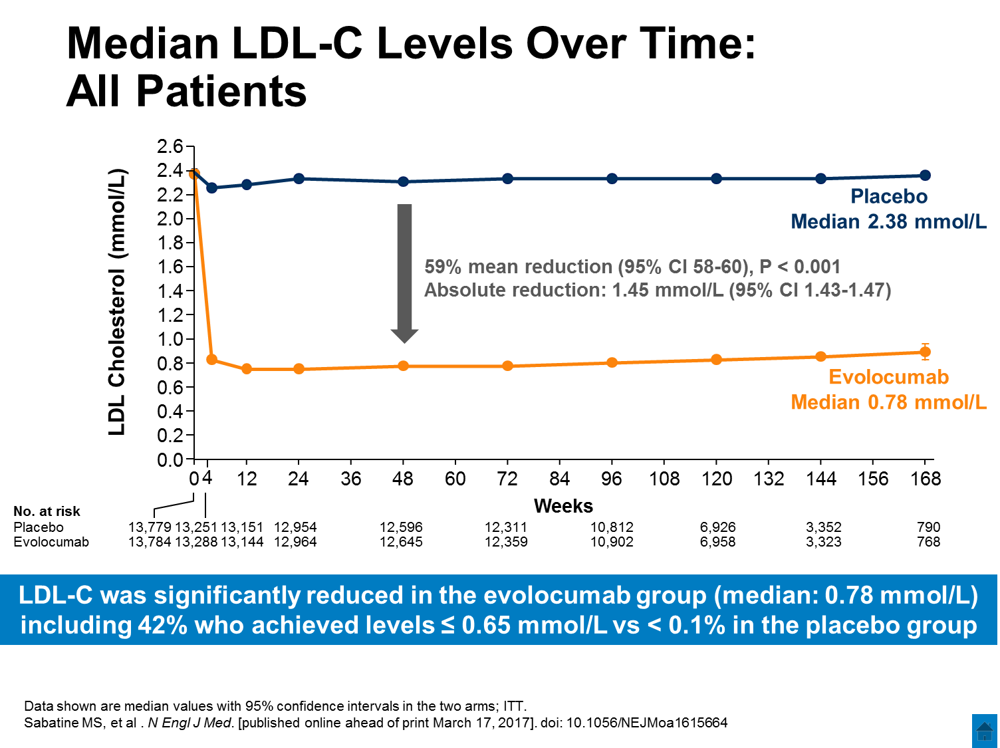 Median LDL-C Levels Over Time:
All Patients
LDL Cholesterol (mmol/L)
2.6
2.4
2.2
2.0
1.8
1.6
1.4
1.2
1.0
0.8
0.6
0.4
0.2
0.0
Placebo
Median 2.38 mmol/L
59% mean reduction (95% CI 58-60), P < 0.001
Absolute reduction: 1.45 mmol/L (95% CI 1.43-1.47)
Evolocumab
Median 0.78 mmol/L
0 4 12 24 36 48 60 72 84 96 108 120 132 144 156 168
Weeks
No. at risk
Placebo 13,779 13,251 13,151 12,954 12,596 12,311 10,812 6,926 3,352 790
Evolocumab 13,784 13,288 13,144 12,964 12,645 12,359 10,902 6,958 3,323 768
LDL-C was significantly reduced in the evolocumab group (median: 0.78 mmol/L)
including 42% who achieved levels ≤ 0.65 mmol/L vs < 0.1% in the placebo group
Data shown are median values with 95% confidence intervals in the two arms; ITT.
Sabatine MS, et al . N Engl J Med. [published online ahead of print March 17, 2017]. doi: 10.1056/NEJMoa1615664